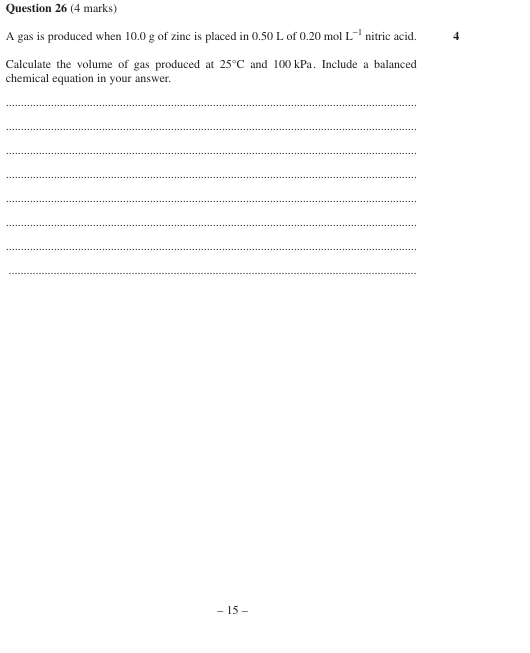 Question 26 (4 marks)
A gas is produced when 10.0 g of zinc is placed in 0.50 L of 0.20 mol L⁻¹ nitric acid. 4
Calculate the volume of gas produced at 25°C and 100 kPa. Include a balanced
chemical equation in your answer.
– 15 –